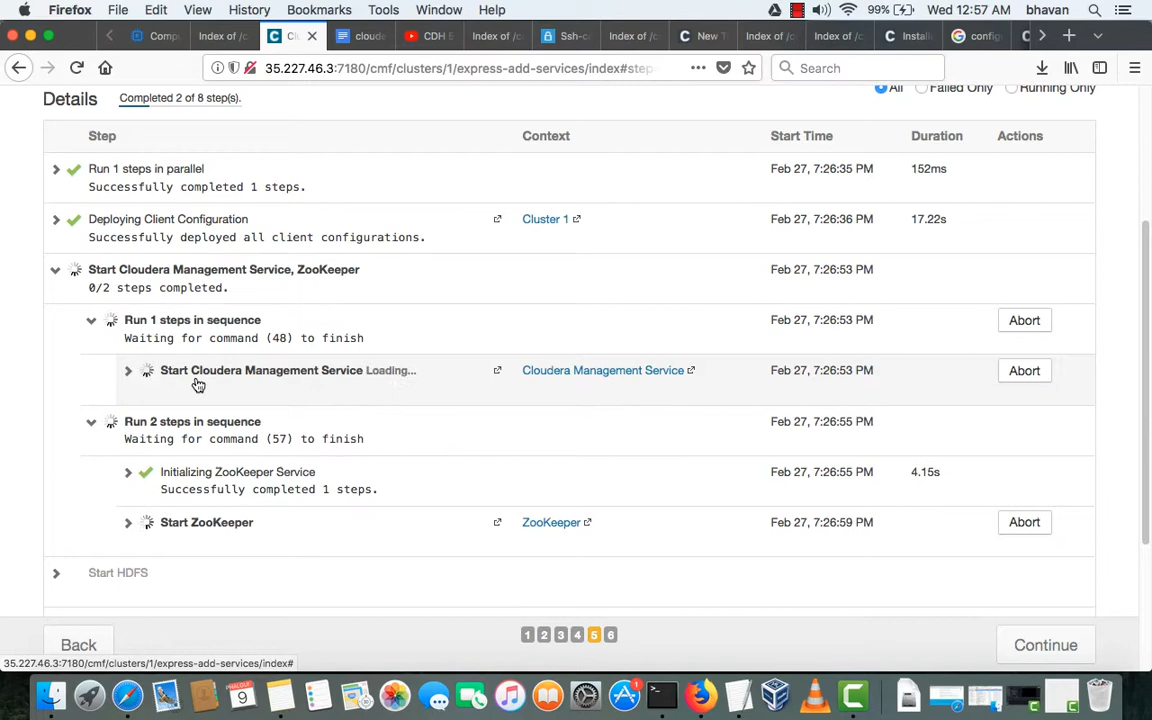 Firefox File Edit View History Bookmarks Tools Window Help 99% Wed 12:57 AM bhavan
Compu Index of /c Cl cloude CDH 5 Index of /c Ssh-c Index of /c New T Index of /c Index of /c Installa config
35.227.46.3:7180/cmf/clusters/1/express-add-services/index#step Search
Details Completed 2 of 8 step(s). All Failed Only Running Only
Step Context Start Time Duration Actions
Run 1 steps in parallel Feb 27, 7:26:35 PM 152ms
Successfully completed 1 steps.
Deploying Client Configuration Cluster 1 Feb 27, 7:26:36 PM 17.22s
Successfully deployed all client configurations.
Start Cloudera Management Service, ZooKeeper Feb 27, 7:26:53 PM
0/2 steps completed.
Run 1 steps in sequence Feb 27, 7:26:53 PM Abort
Waiting for command (48) to finish
Start Cloudera Management Service Loading... Cloudera Management Service Feb 27, 7:26:53 PM Abort
Run 2 steps in sequence Feb 27, 7:26:55 PM
Waiting for command (57) to finish
Initializing ZooKeeper Service Feb 27, 7:26:55 PM 4.15s
Successfully completed 1 steps.
Start ZooKeeper ZooKeeper Feb 27, 7:26:59 PM Abort
Start HDFS
Back 1 2 3 4 5 6 Continue
35.227.46.3:7180/cmf/clusters/1/express-add-services/index#